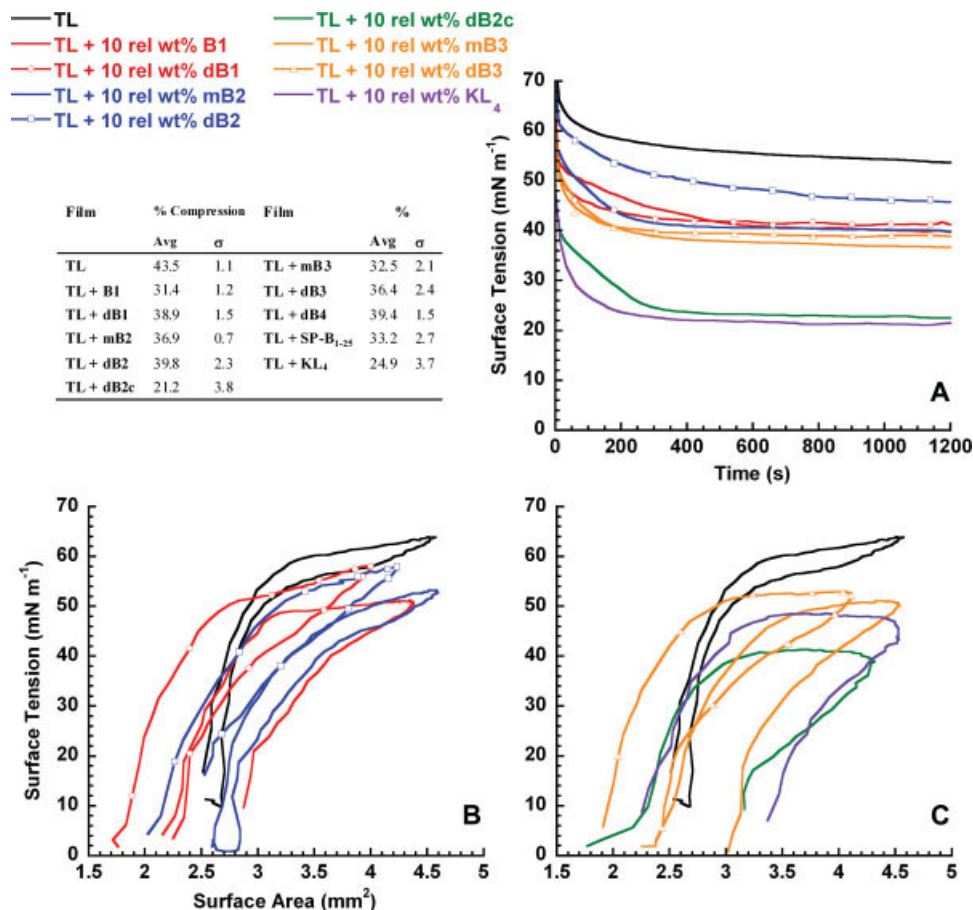 TL
TL + 10 rel wt% B1
TL + 10 rel wt% dB1
TL + 10 rel wt% mB2
TL + 10 rel wt% dB2
TL + 10 rel wt% dB2c
TL + 10 rel wt% mB3
TL + 10 rel wt% dB3
TL + 10 rel wt% KL4
Film % Compression Film %
Avg σ Avg σ
TL 43.5 1.1 TL + mB3 32.5 2.1
TL + B1 31.4 1.2 TL + dB3 36.4 2.4
TL + dB1 38.9 1.5 TL + dB4 39.4 1.5
TL + mB2 36.9 0.7 TL + SP-B1-25 33.2 2.7
TL + dB2 39.8 2.3 TL + KL4 24.9 3.7
TL + dB2c 21.2 3.8
Surface Tension (mN m-1)
70
60
50
40
30
20
10
0
0 200 400 600 800 1000 1200
Time (s)
A
Surface Tension (mN m-1)
70
60
50
40
30
20
10
0
1.5 2 2.5 3 3.5 4 4.5 5
Surface Area (mm2)
B
70
60
50
40
30
20
10
0
1.5 2 2.5 3 3.5 4 4.5 5
C